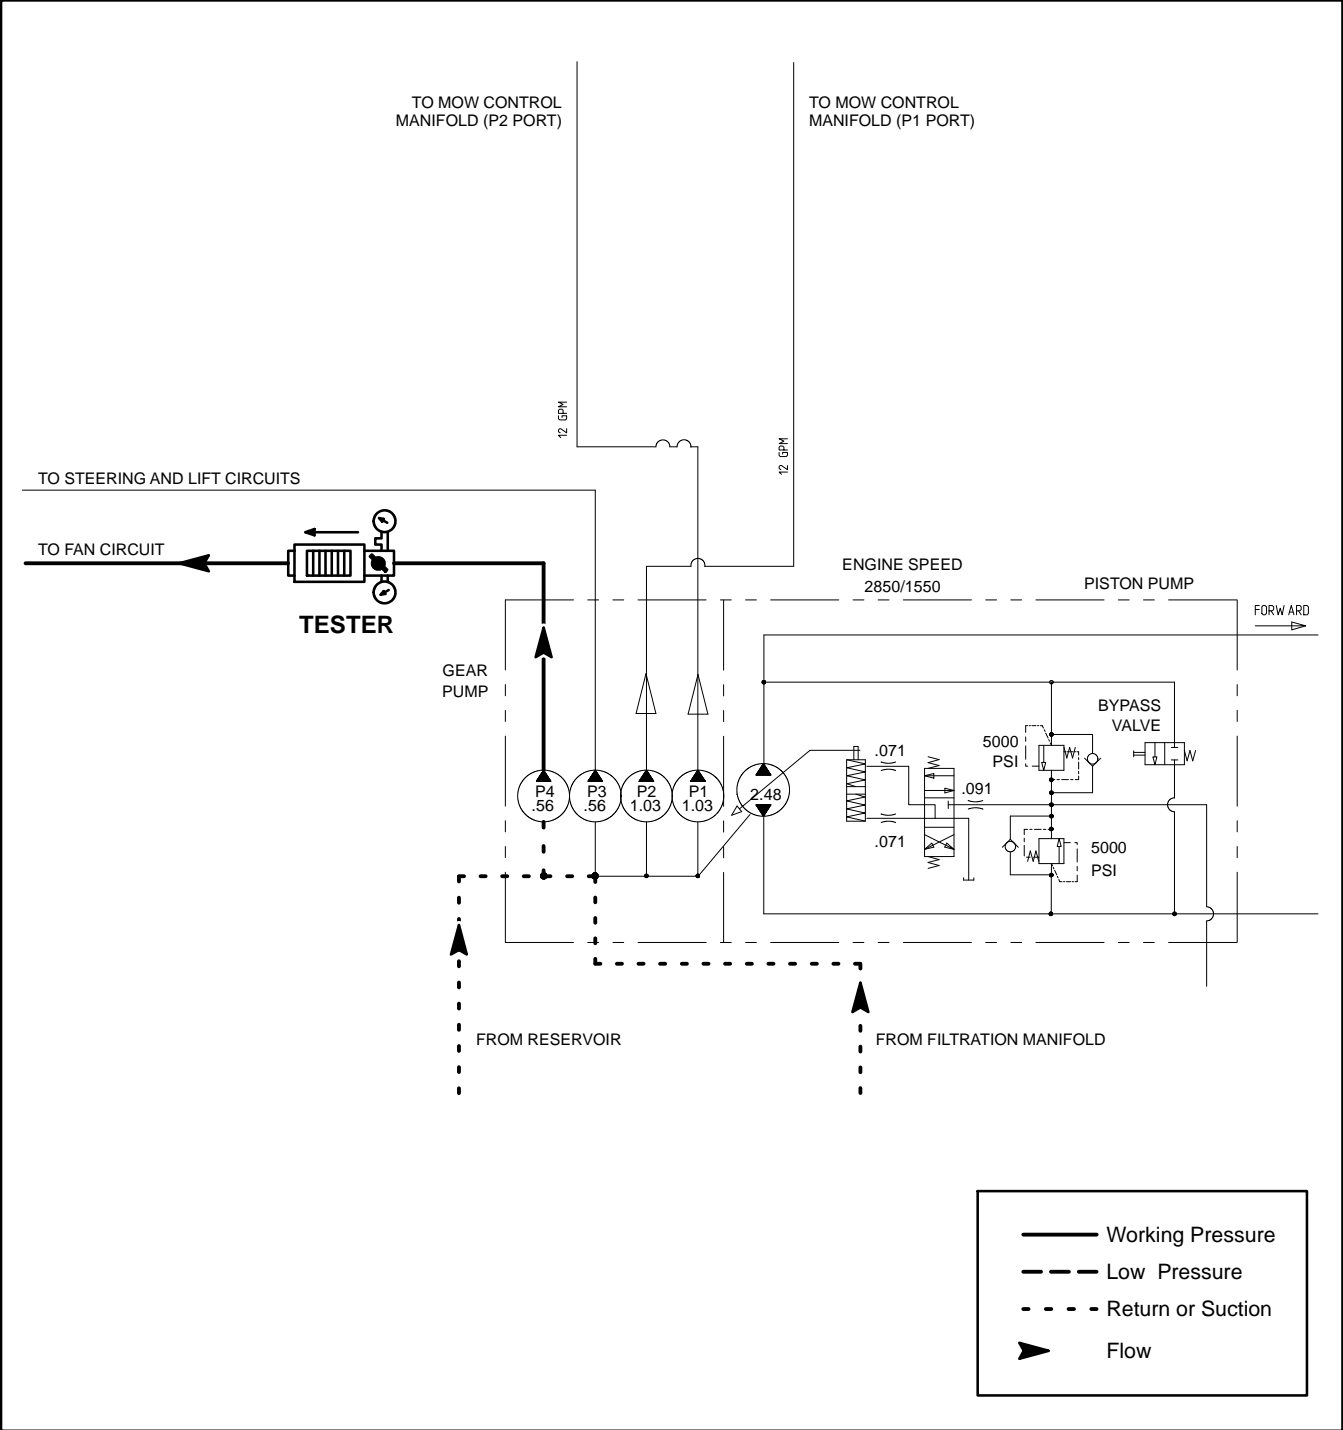 TO MOW CONTROL
MANIFOLD (P2 PORT)
TO MOW CONTROL
MANIFOLD (P1 PORT)
12 GPM
12 GPM
TO STEERING AND LIFT CIRCUITS
TO FAN CIRCUIT
TESTER
ENGINE SPEED
2850/1550
PISTON PUMP
FORW ARD
GEAR
PUMP
BYPASS
VALVE
5000
PSI
.071
.091
.071
P4
.56
P3
.56
P2
1.03
P1
1.03
2.48
5000
PSI
FROM RESERVOIR
FROM FILTRATION MANIFOLD
Working Pressure
Low Pressure
Return or Suction
Flow